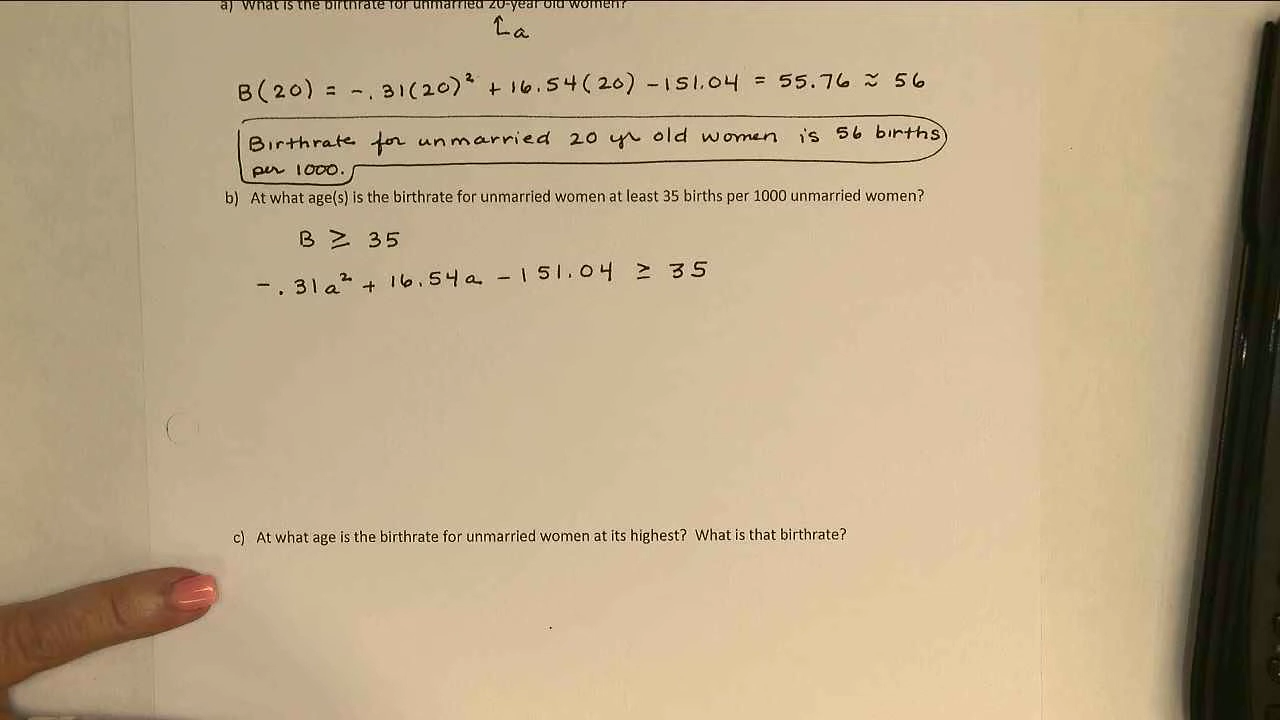 a) What is the birthrate for unmarried 20-year old women?
↑a
B(20) = -.31(20)² + 16.54(20) - 151.04 = 55.76 ≈ 56
Birthrate for unmarried 20 yr old women is 56 births
per 1000.
b) At what age(s) is the birthrate for unmarried women at least 35 births per 1000 unmarried women?
B ≥ 35
-.31a² + 16.54a - 151.04 ≥ 35
c) At what age is the birthrate for unmarried women at its highest? What is that birthrate?